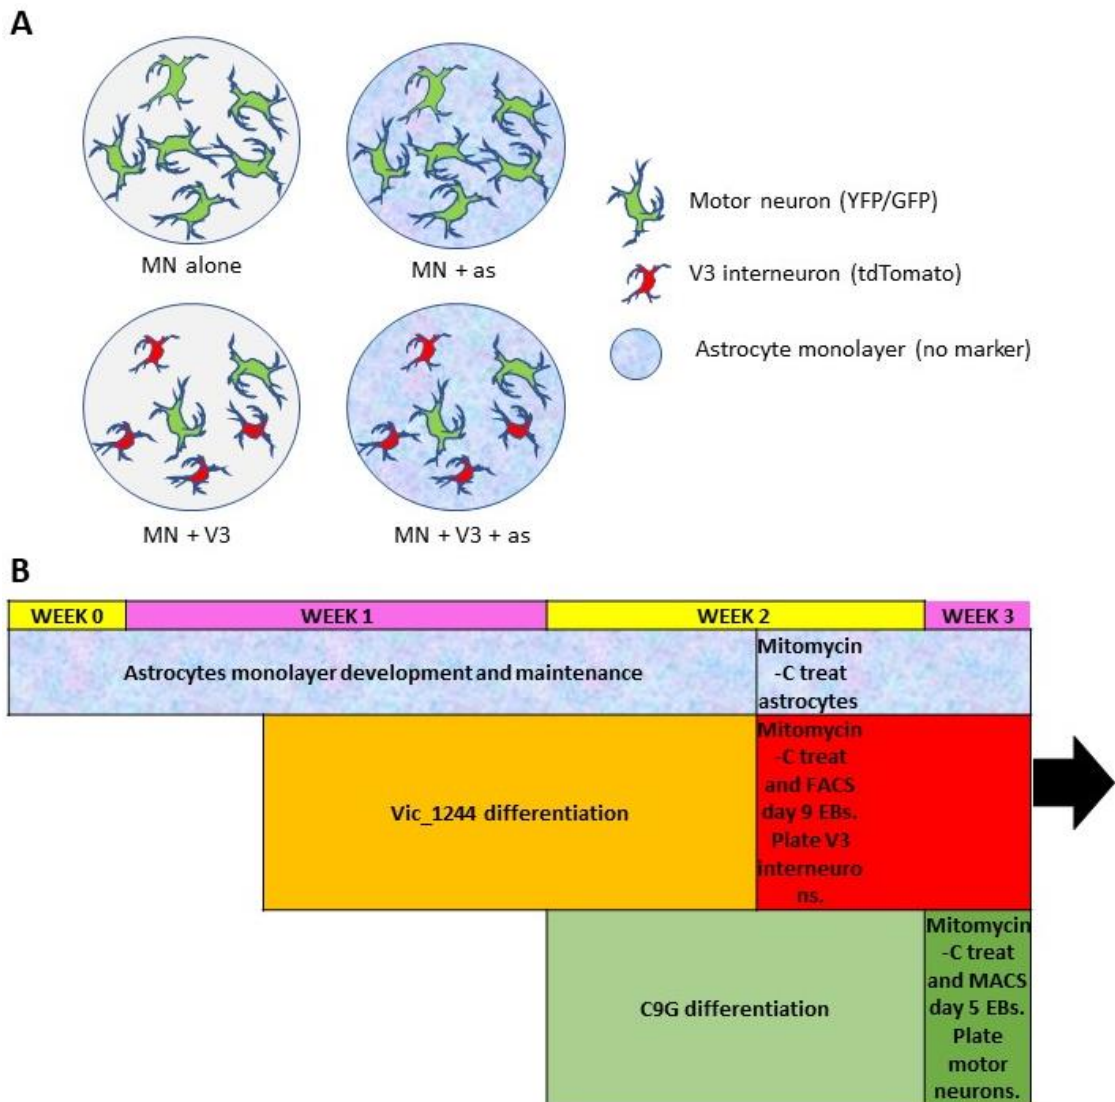 A
MN alone
MN + as
Motor neuron (YFP/GFP)
V3 interneuron (tdTomato)
Astrocyte monolayer (no marker)
MN + V3
MN + V3 + as
B
WEEK 0
WEEK 1
WEEK 2
WEEK 3
Astrocytes monolayer development and maintenance
Mitomycin
-C treat
astrocytes
Vic_1244 differentiation
Mitomycin
-C treat
and FACS
day 9 EBs.
Plate V3
interneuro
ns.
C9G differentiation
Mitomycin
-C treat
and MACS
day 5 EBs.
Plate
motor
neurons.